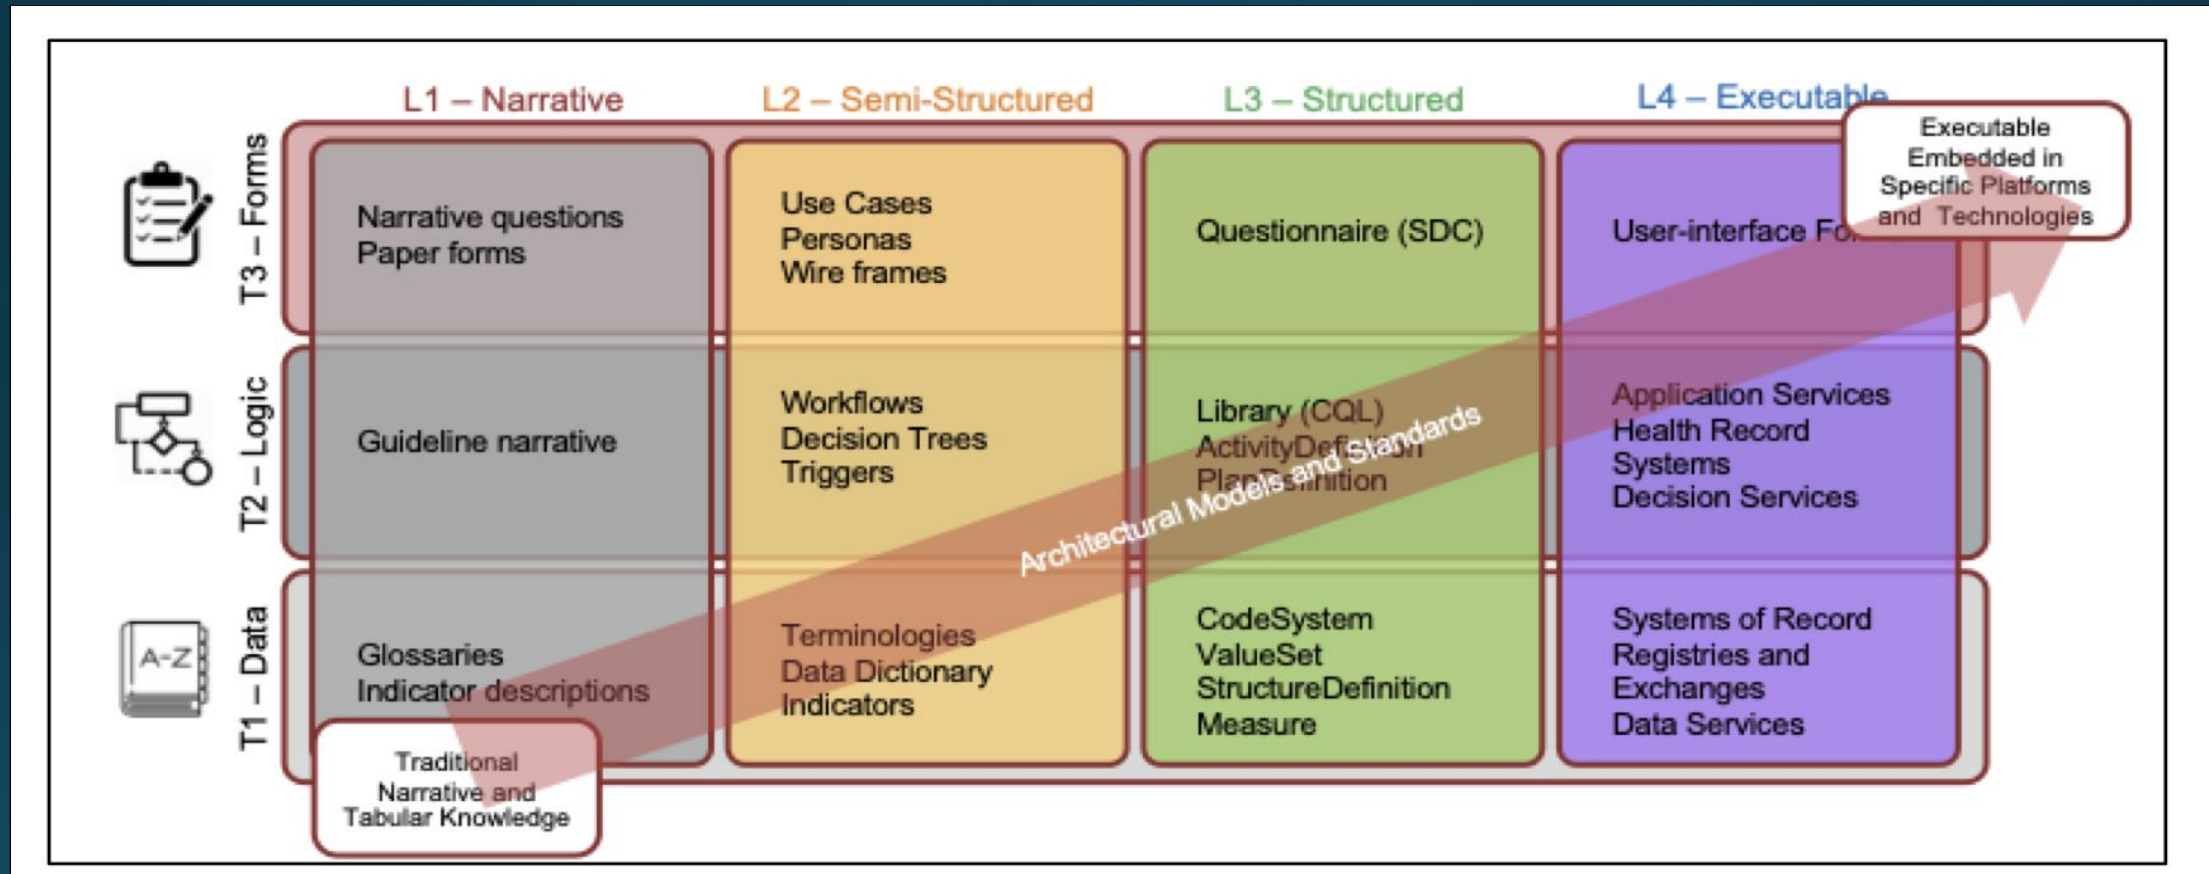 L1 – Narrative
L2 – Semi-Structured
L3 – Structured
L4 – Executable
Executable
Embedded in
Specific Platforms
and Technologies
T3 – Forms
Narrative questions
Paper forms
Use Cases
Personas
Wire frames
Questionnaire (SDC)
User-interface
T2 – Logic
Guideline narrative
Workflows
Decision Trees
Triggers
Library (CQL)
ActivityDefinition
PlanDefinition
Application Services
Health Record
Systems
Decision Services
Architectural Models and Standards
T1 – Data
A-Z
Glossaries
Indicator descriptions
Terminologies
Data Dictionary
Indicators
CodeSystem
ValueSet
StructureDefinition
Measure
Systems of Record
Registries and
Exchanges
Data Services
Traditional
Narrative and
Tabular Knowledge